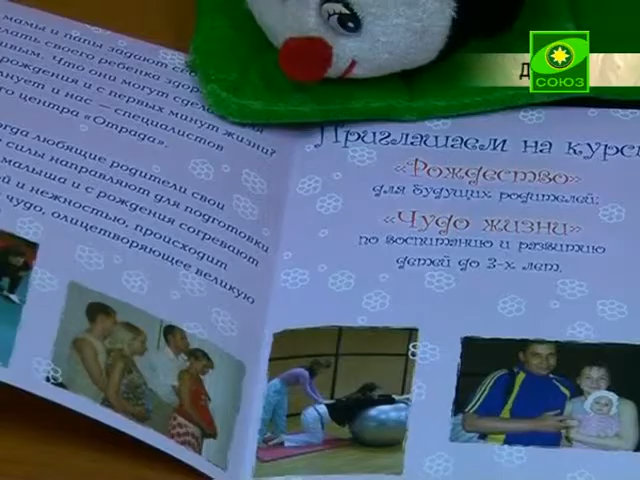 мамы и папы задают себе
своего ребенка
Что они могут
рождения и с первых минут жизни?
и нас — специалистов
центра «Отрада».
любящие родители свои
силы направляют для подготовки
малыша и с рождения согревают
и нежностью, происходит
чудо, олицетворяющее великую
Приглашаем на курсы
«Рождество»
для будущих родителей;
«Чудо жизни»
по воспитанию и развитию
детей до 3-х лет.
СОЮЗ